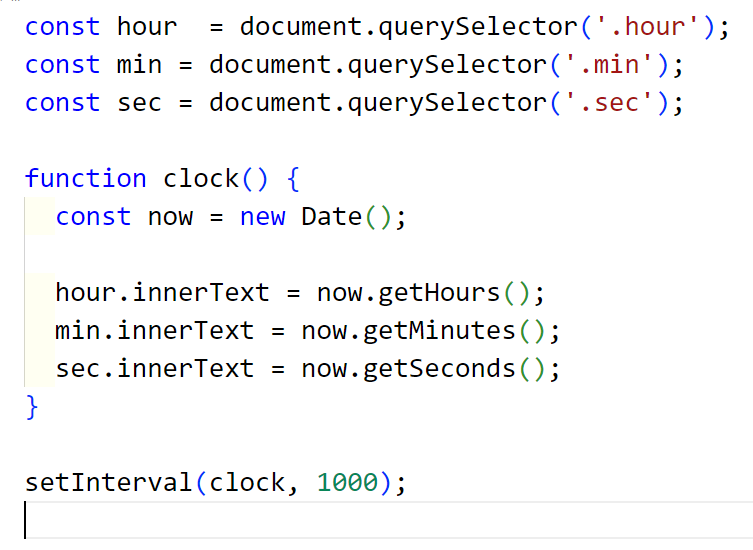 const hour  = document.querySelector('.hour');
const min = document.querySelector('.min');
const sec = document.querySelector('.sec');

function clock() {
  const now = new Date();

  hour.innerText = now.getHours();
  min.innerText = now.getMinutes();
  sec.innerText = now.getSeconds();
}

setInterval(clock, 1000);